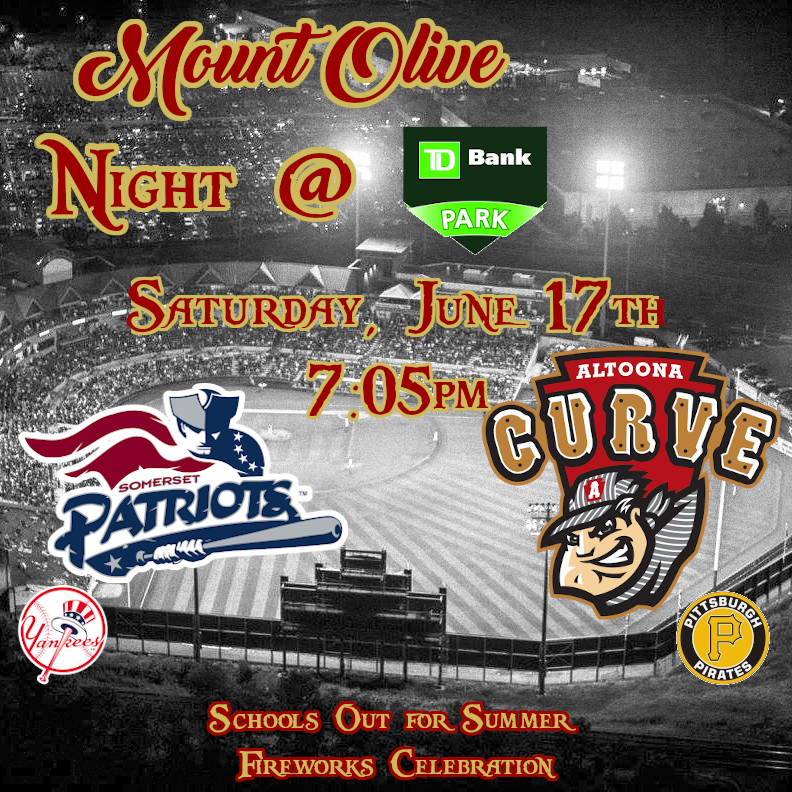 Mount Olive
Night @
TD Bank
PARK
Saturday, June 17th
7:05pm
ALTOONA
CURVE
A
SOMERSET
PATRIOTS™
Yankees
PITTSBURGH
P
PIRATES
Schools Out for Summer
Fireworks Celebration